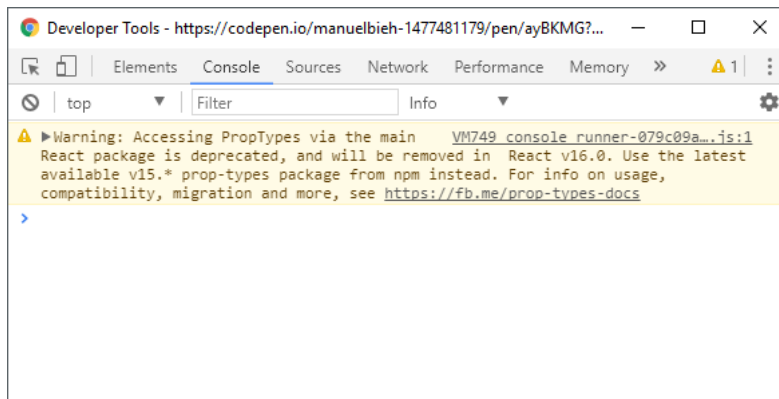 Developer Tools - https://codepen.io/manuelbieh-1477481179/pen/ayBKMG?...
Elements Console Sources Network Performance Memory » 1
top Filter Info
▶Warning: Accessing PropTypes via the main VM749 console_runner-079c09a….js:1
React package is deprecated, and will be removed in  React v16.0. Use the latest
available v15.* prop-types package from npm instead. For info on usage,
compatibility, migration and more, see https://fb.me/prop-types-docs